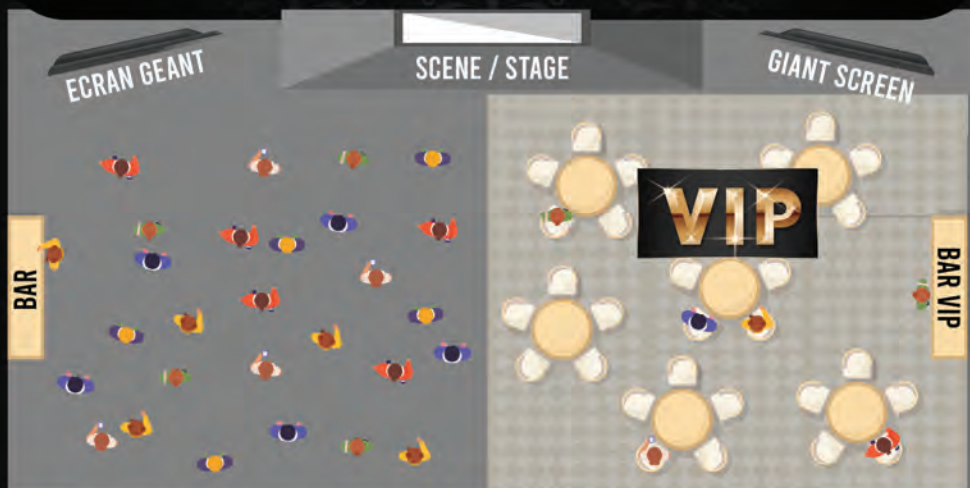 ECRAN GEANT
SCENE / STAGE
GIANT SCREEN
VIP
BAR
BAR VIP